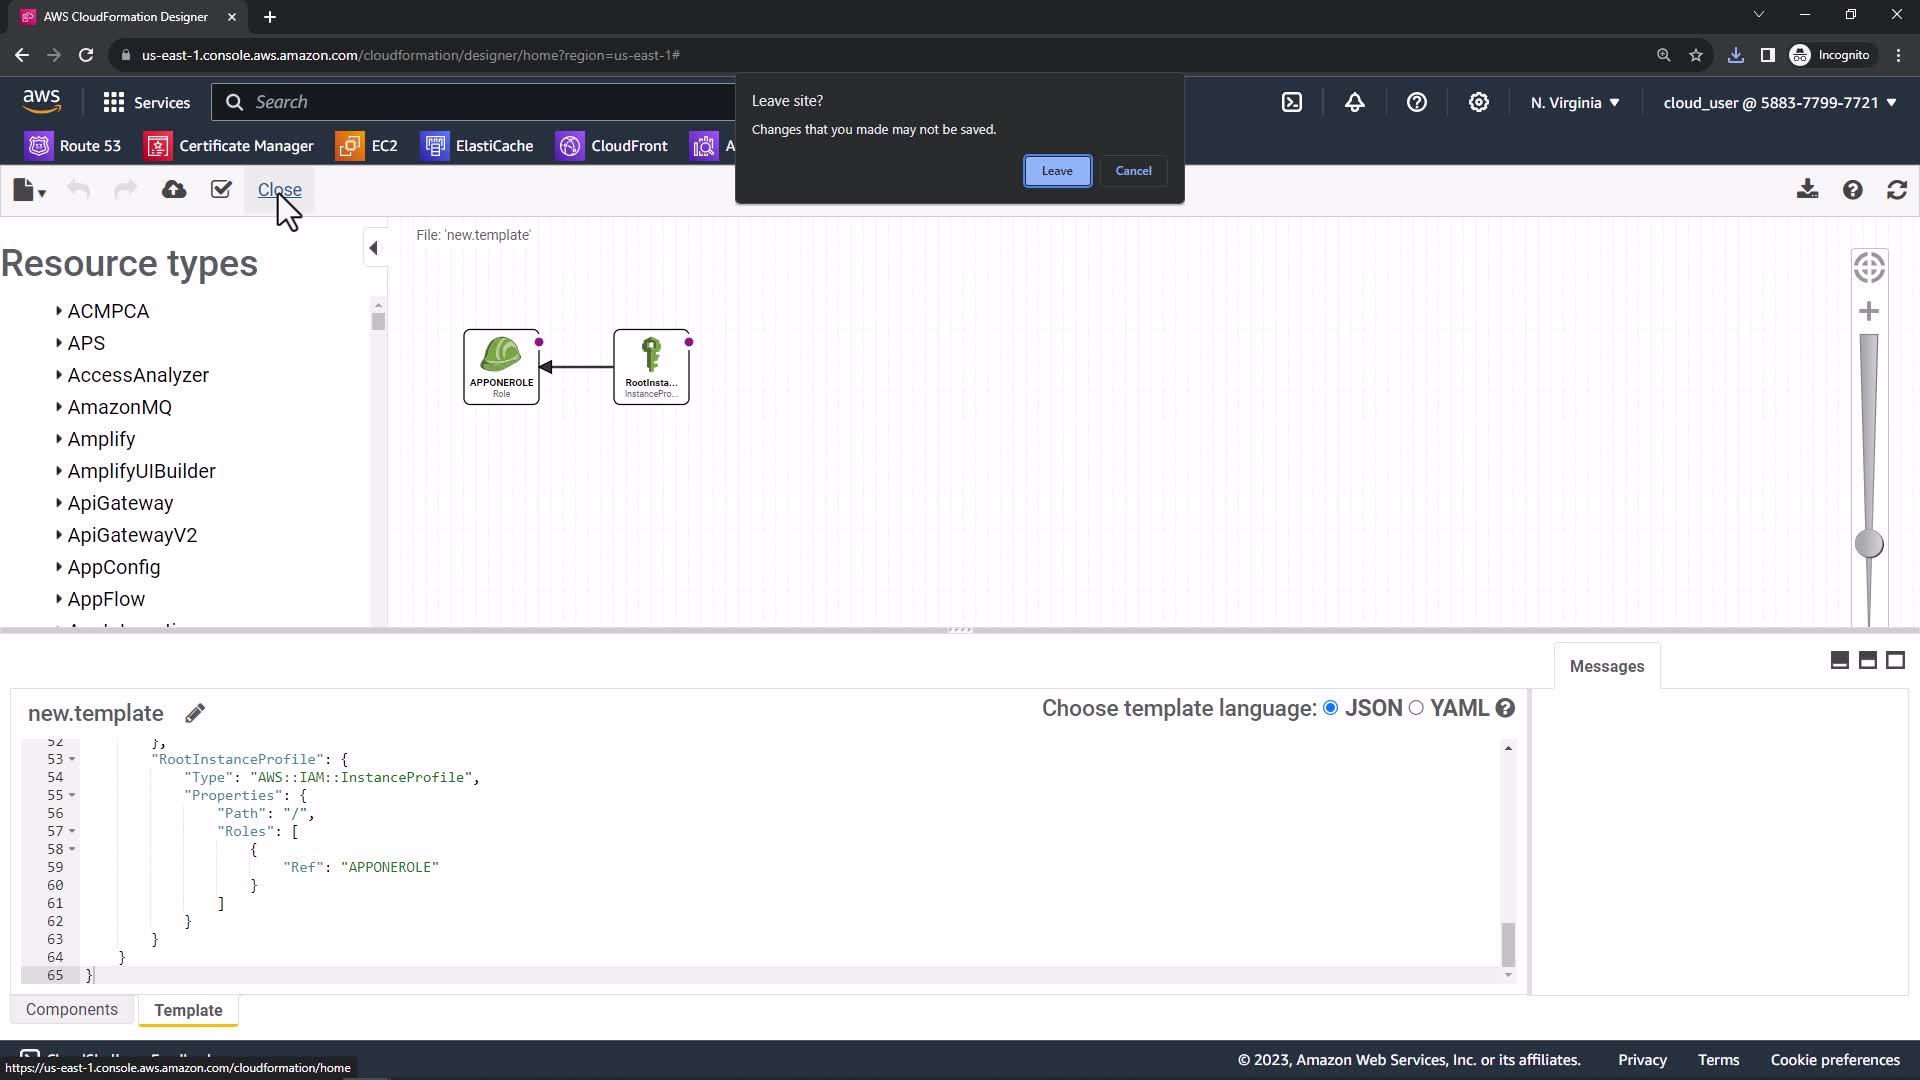 AWS CloudFormation Designer
us-east-1.console.aws.amazon.com/cloudformation/designer/home?region=us-east-1#
Incognito
aws
Services
Search
Leave site?
Changes that you made may not be saved.
Leave
Cancel
N. Virginia
cloud_user @ 5883-7799-7721
Route 53
Certificate Manager
EC2
ElastiCache
CloudFront
Close
File: 'new.template'
Resource types
ACMPCA
APS
AccessAnalyzer
AmazonMQ
Amplify
AmplifyUIBuilder
ApiGateway
ApiGatewayV2
AppConfig
AppFlow
APPONEROLE
Role
RootInsta...
InstancePro...
Messages
new.template
Choose template language: JSON YAML
52 },
53 "RootInstanceProfile": {
54 "Type": "AWS::IAM::InstanceProfile",
55 "Properties": {
56 "Path": "/",
57 "Roles": [
58 {
59 "Ref": "APPONEROLE"
60 }
61 ]
62 }
63 }
64 }
65 }
Components
Template
© 2023, Amazon Web Services, Inc. or its affiliates.
Privacy
Terms
Cookie preferences
https://us-east-1.console.aws.amazon.com/cloudformation/home